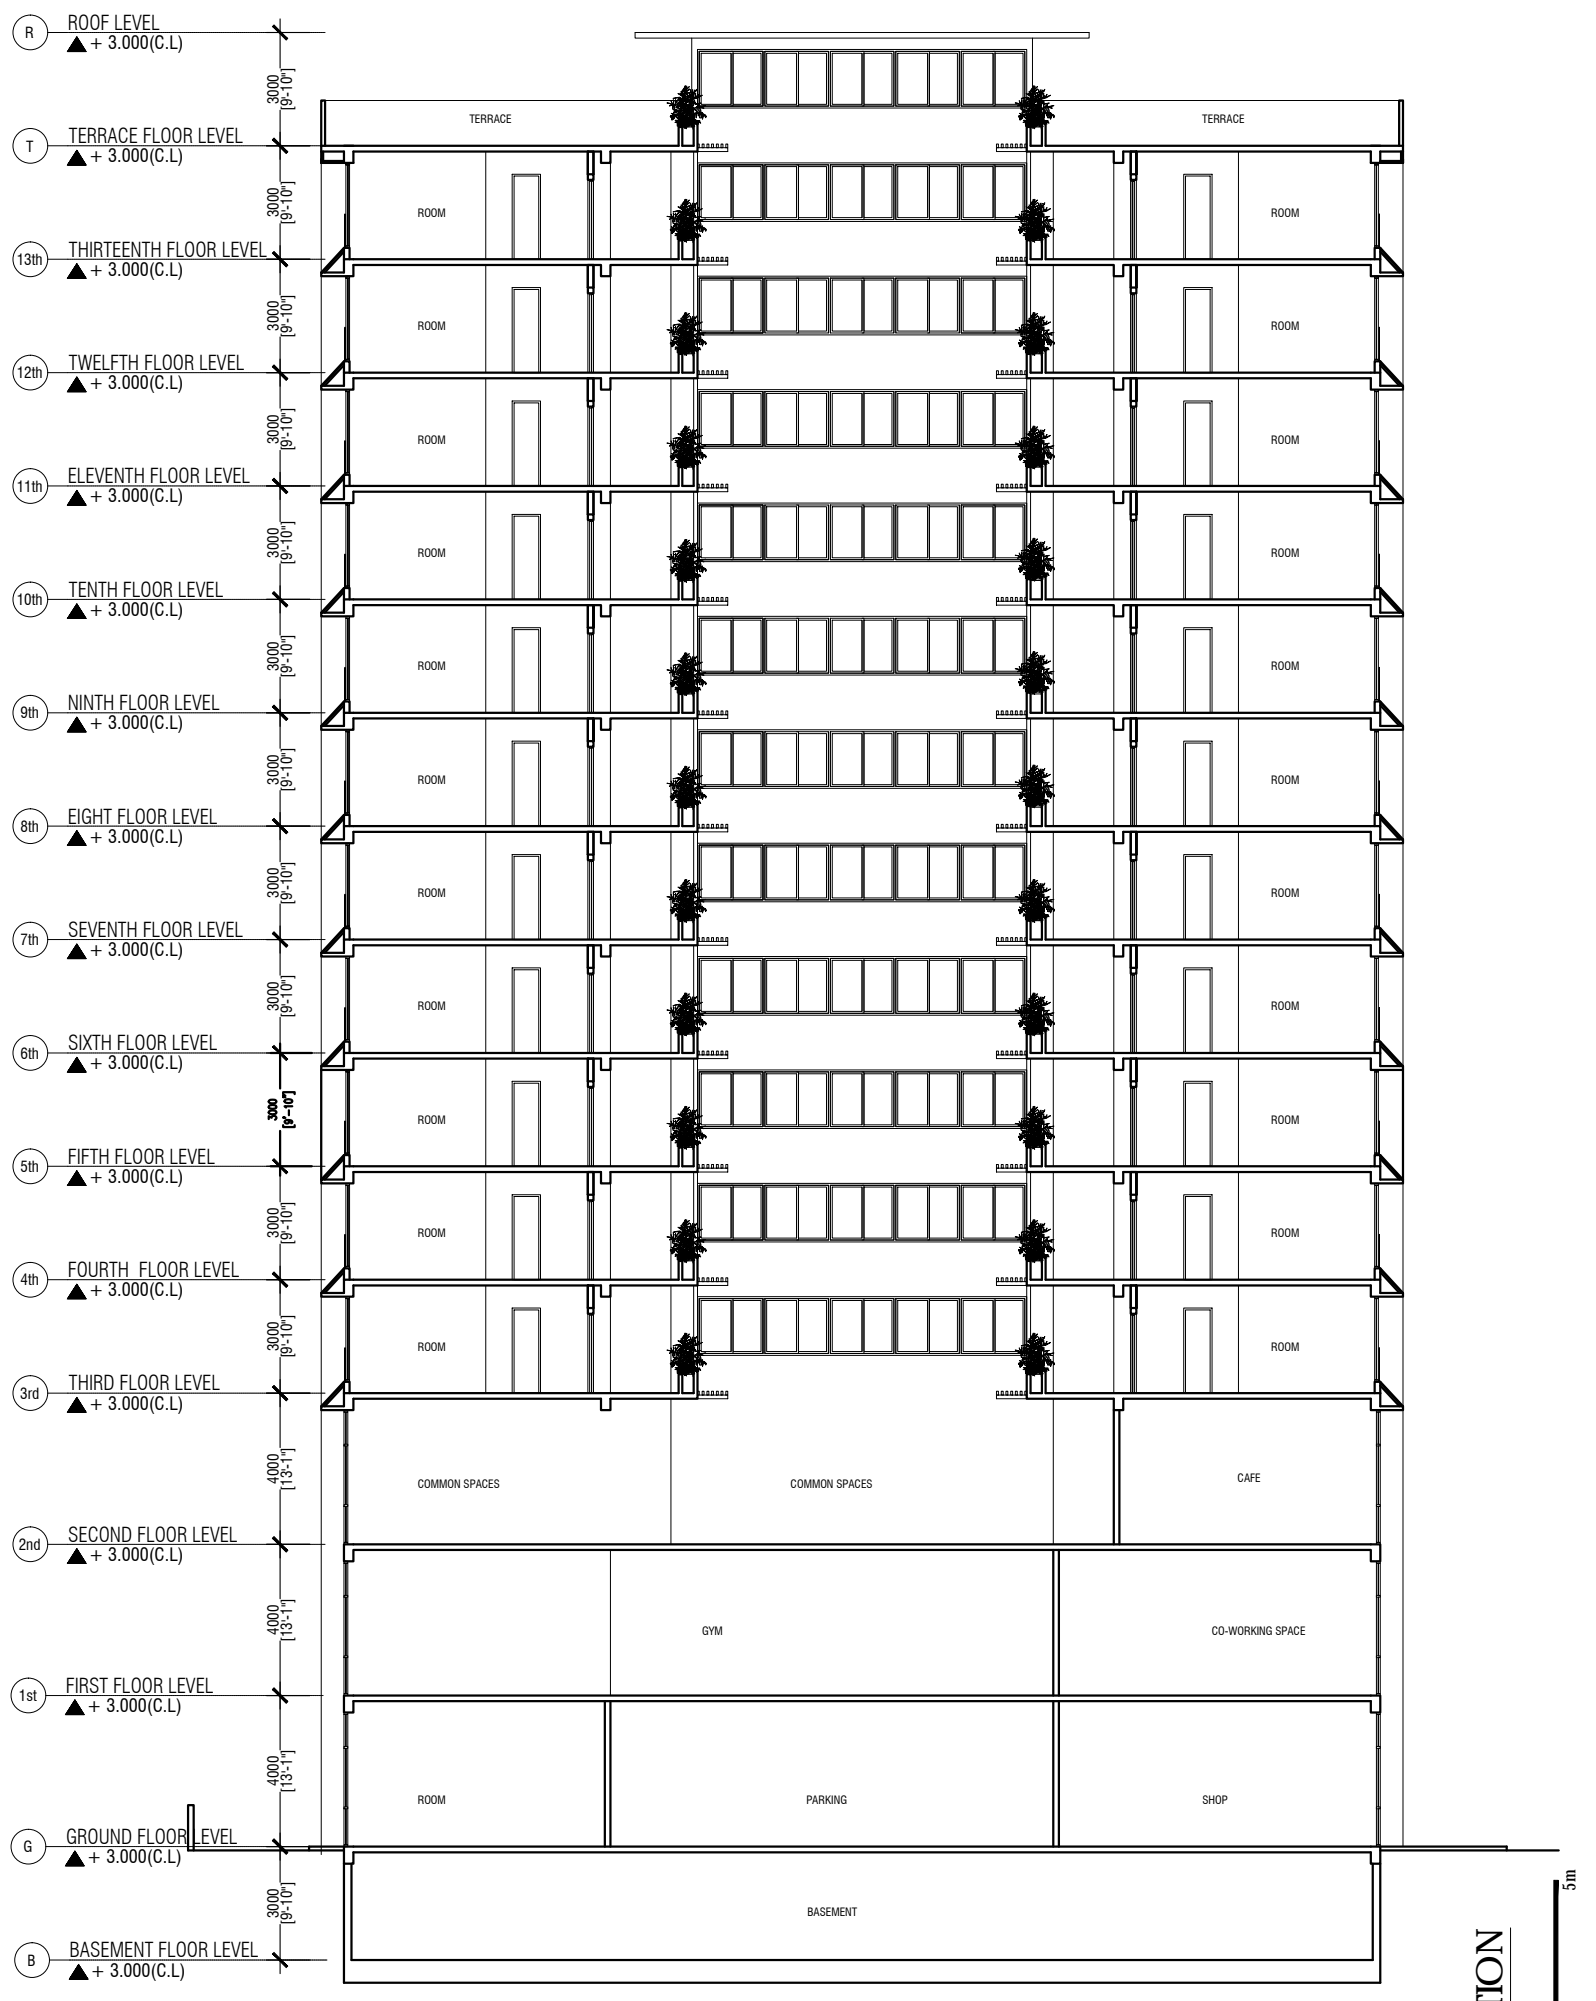 R ROOF LEVEL
+ 3.000(C.L)
3000
[9'-10"]
TERRACE TERRACE
T TERRACE FLOOR LEVEL
+ 3.000(C.L)
3000
[9'-10"]
ROOM ROOM
13th THIRTEENTH FLOOR LEVEL
+ 3.000(C.L)
3000
[9'-10"]
ROOM ROOM
12th TWELFTH FLOOR LEVEL
+ 3.000(C.L)
3000
[9'-10"]
ROOM ROOM
11th ELEVENTH FLOOR LEVEL
+ 3.000(C.L)
3000
[9'-10"]
ROOM ROOM
10th TENTH FLOOR LEVEL
+ 3.000(C.L)
3000
[9'-10"]
ROOM ROOM
9th NINTH FLOOR LEVEL
+ 3.000(C.L)
3000
[9'-10"]
ROOM ROOM
8th EIGHT FLOOR LEVEL
+ 3.000(C.L)
3000
[9'-10"]
ROOM ROOM
7th SEVENTH FLOOR LEVEL
+ 3.000(C.L)
3000
[9'-10"]
ROOM ROOM
6th SIXTH FLOOR LEVEL
+ 3.000(C.L)
3000
[9'-10"]
ROOM ROOM
5th FIFTH FLOOR LEVEL
+ 3.000(C.L)
3000
[9'-10"]
ROOM ROOM
4th FOURTH FLOOR LEVEL
+ 3.000(C.L)
3000
[9'-10"]
ROOM ROOM
3rd THIRD FLOOR LEVEL
+ 3.000(C.L)
4000
[13'-1"]
COMMON SPACES COMMON SPACES CAFE
2nd SECOND FLOOR LEVEL
+ 3.000(C.L)
4000
[13'-1"]
GYM CO-WORKING SPACE
1st FIRST FLOOR LEVEL
+ 3.000(C.L)
4000
[13'-1"]
ROOM PARKING SHOP
G GROUND FLOOR LEVEL
+ 3.000(C.L)
3000
[9'-10"]
BASEMENT
B BASEMENT FLOOR LEVEL
+ 3.000(C.L)
5m
TION